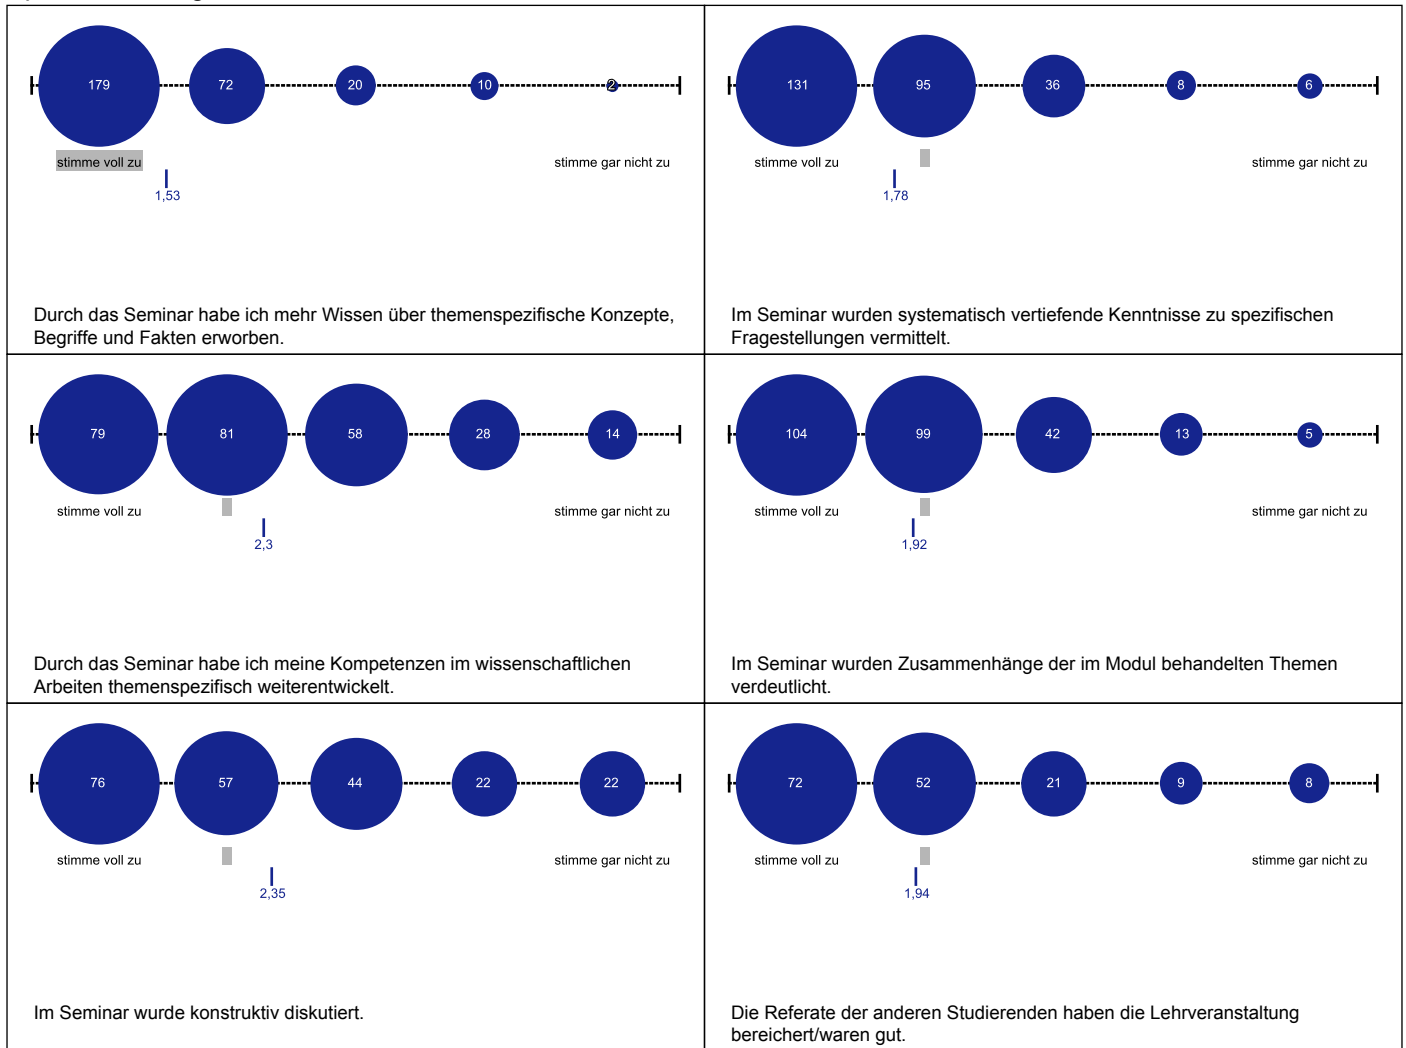 179 72 20 10 2
stimme voll zu stimme gar nicht zu
1,53
Durch das Seminar habe ich mehr Wissen über themenspezifische Konzepte,
Begriffe und Fakten erworben.
131 95 36 8 6
stimme voll zu stimme gar nicht zu
1,78
Im Seminar wurden systematisch vertiefende Kenntnisse zu spezifischen
Fragestellungen vermittelt.
79 81 58 28 14
stimme voll zu stimme gar nicht zu
2,3
Durch das Seminar habe ich meine Kompetenzen im wissenschaftlichen
Arbeiten themenspezifisch weiterentwickelt.
104 99 42 13 5
stimme voll zu stimme gar nicht zu
1,92
Im Seminar wurden Zusammenhänge der im Modul behandelten Themen
verdeutlicht.
76 57 44 22 22
stimme voll zu stimme gar nicht zu
2,35
Im Seminar wurde konstruktiv diskutiert.
72 52 21 9 8
stimme voll zu stimme gar nicht zu
1,94
Die Referate der anderen Studierenden haben die Lehrveranstaltung
bereichert/waren gut.